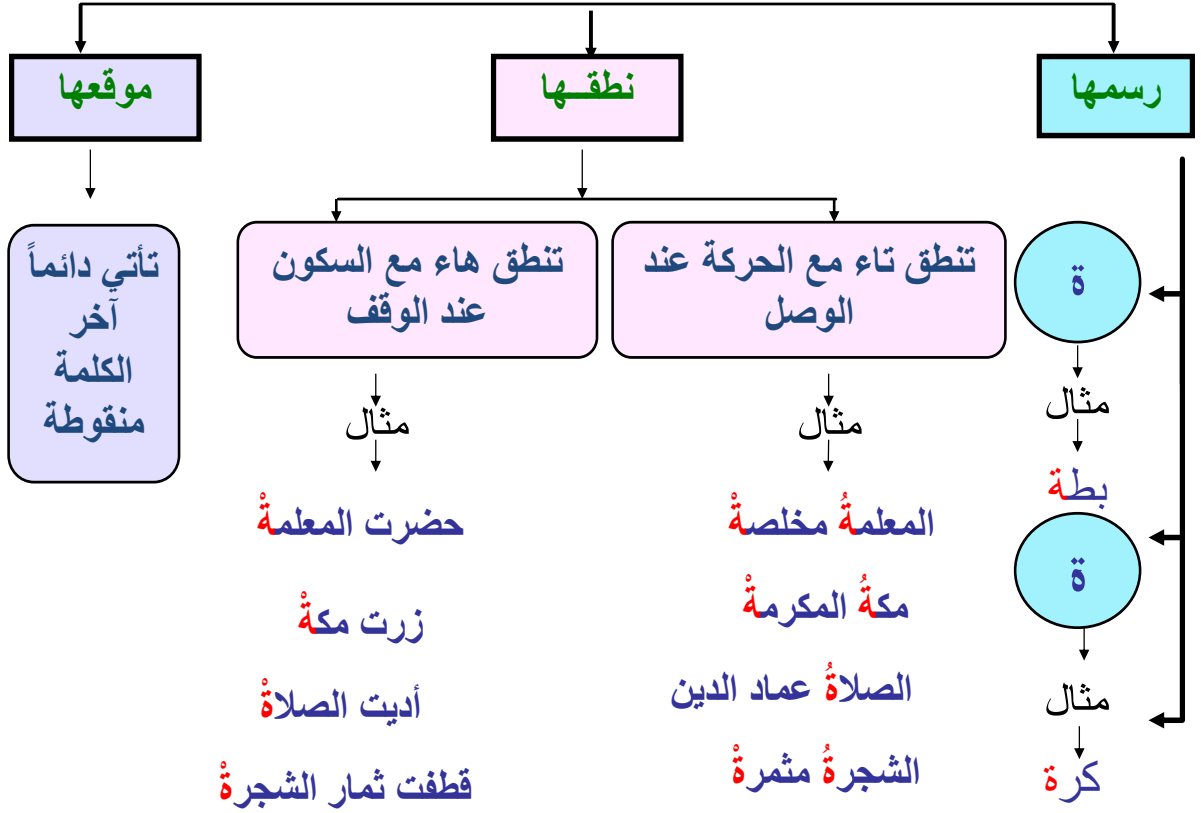 رسمها
نطقــها
موقعها
ة
مثال
بطة
ة
مثال
كرة
تنطق تاء مع الحركة عند
الوصل
مثال
المعلمةُ مخلصةْ
مكةُ المكرمةْ
الصلاةُ عماد الدين
الشجرةُ مثمرةْ
تنطق هاء مع السكون
عند الوقف
مثال
حضرت المعلمةْ
زرت مكةْ
أديت الصلاةْ
قطفت ثمار الشجرةْ
تأتي دائماً
آخر
الكلمة
منقوطة